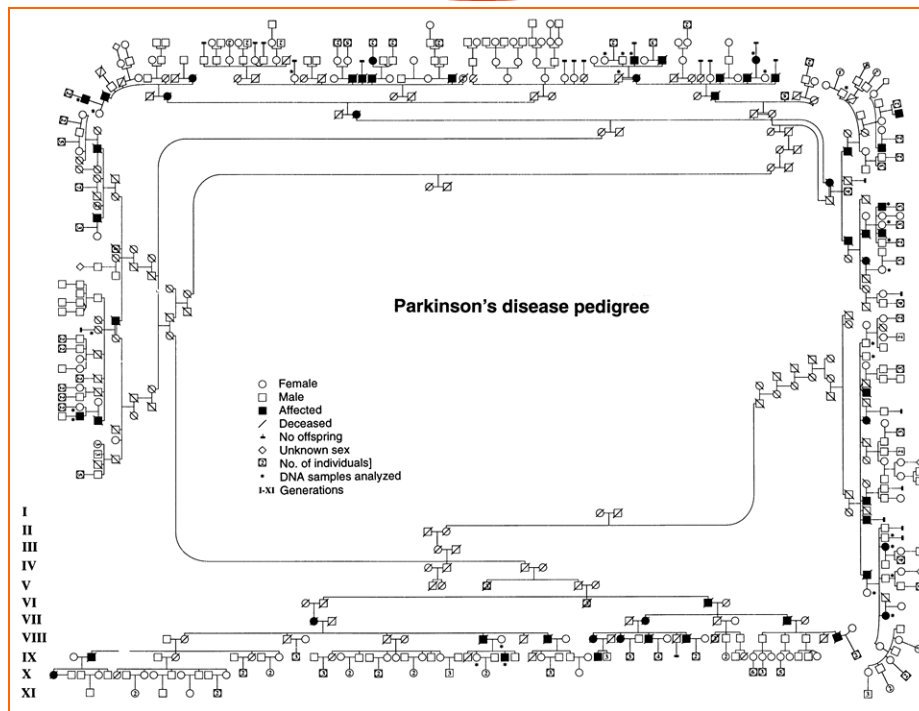 Parkinson's disease pedigree
Female
Male
Affected
Deceased
No offspring
Unknown sex
No. of individuals]
DNA samples analyzed
I-XI Generations
I
II
III
IV
V
VI
VII
VIII
IX
X
XI